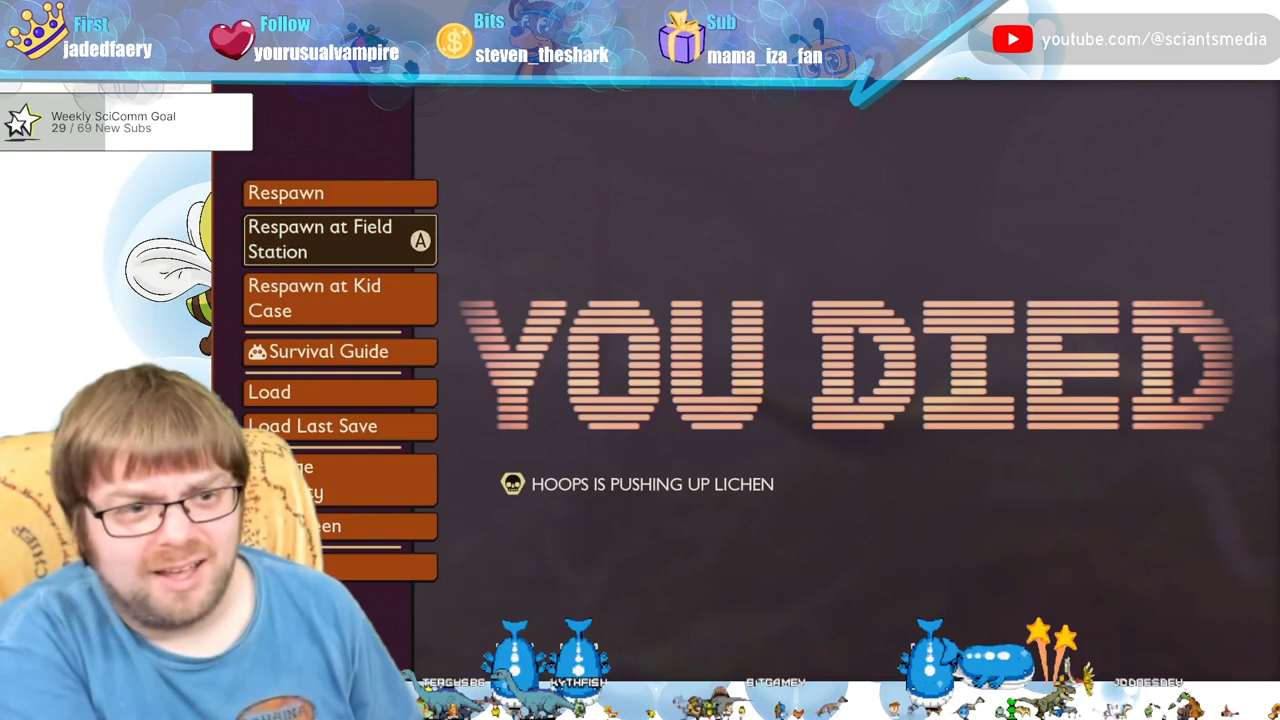 First
jadedfaery
Follow
yourusualvampire
Bits
steven_theshark
Sub
mama_iza_fan
youtube.com/@sciantsmedia
Weekly SciComm Goal
29 / 69 New Subs
Respawn
Respawn at Field
Station
A
Respawn at Kid
Case
Survival Guide
Load
Load Last Save
YOU DIED
HOOPS IS PUSHING UP LICHEN
KYTHFISH
BITGAMEY